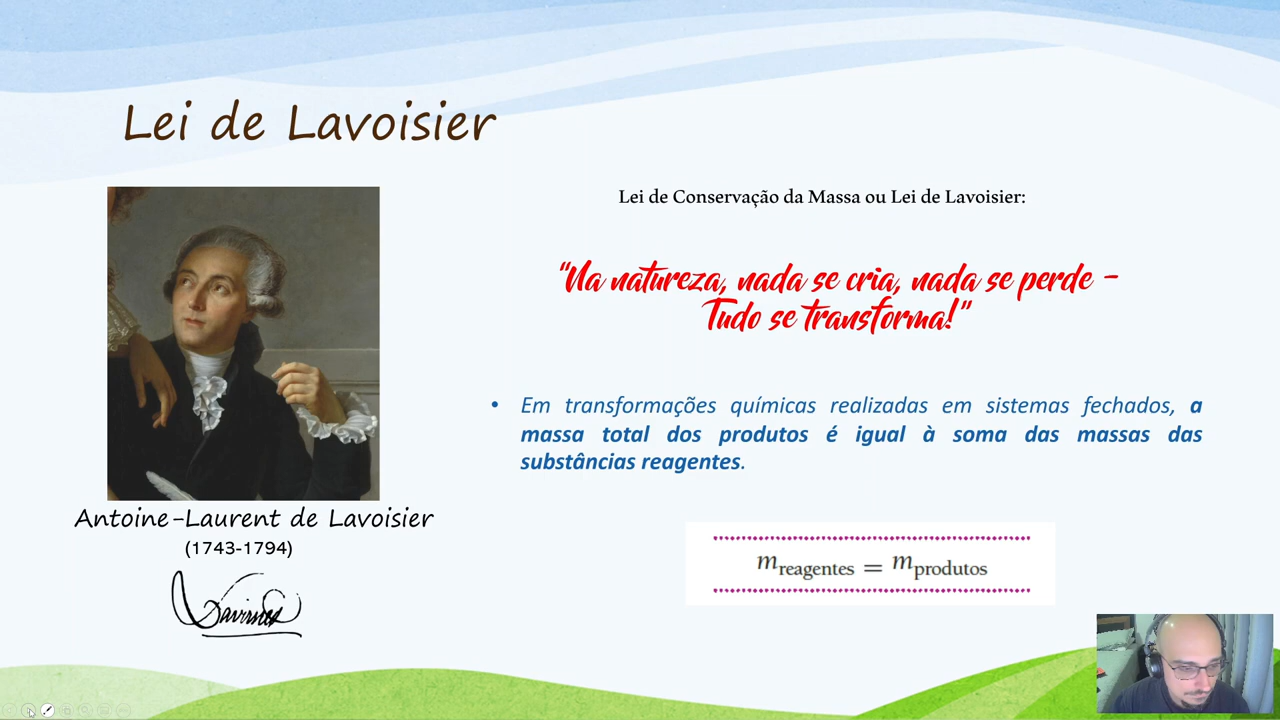 Lei de Lavoisier
Lei de Conservação da Massa ou Lei de Lavoisier:
“Na natureza, nada se cria, nada se perde –
Tudo se transforma!”
• Em transformações químicas realizadas em sistemas fechados, a
massa total dos produtos é igual à soma das massas das
substâncias reagentes.
m reagentes = m produtos
Antoine-Laurent de Lavoisier
(1743-1794)